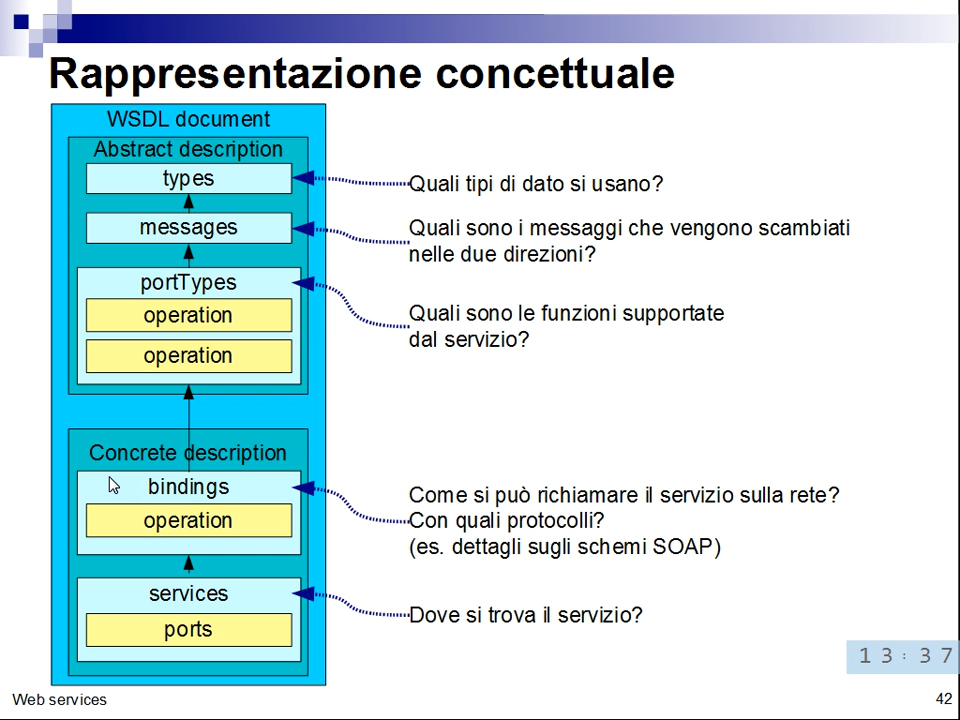 Rappresentazione concettuale
WSDL document
Abstract description
types
Quali tipi di dato si usano?
messages
Quali sono i messaggi che vengono scambiati
nelle due direzioni?
portTypes
operation
operation
Quali sono le funzioni supportate
dal servizio?
Concrete description
bindings
operation
Come si può richiamare il servizio sulla rete?
Con quali protocolli?
(es. dettagli sugli schemi SOAP)
services
ports
Dove si trova il servizio?
13:37
Web services
42